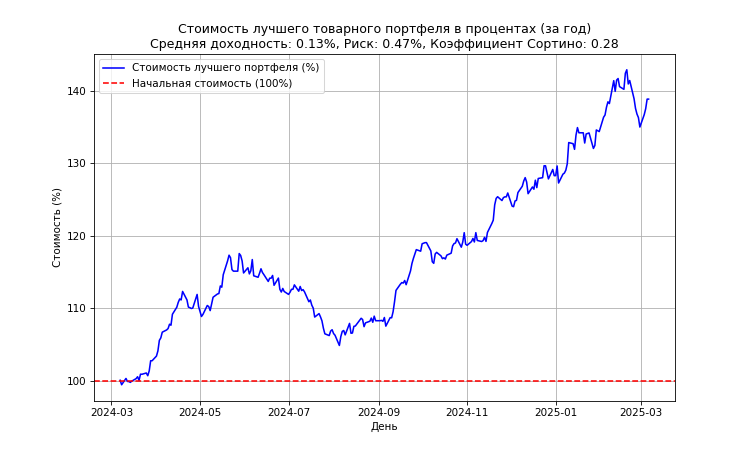 Стоимость лучшего товарного портфеля в процентах (за год)
Средняя доходность: 0.13%, Риск: 0.47%, Коэффициент Сортино: 0.28
Стоимость лучшего портфеля (%)
Начальная стоимость (100%)
Стоимость (%)
140
130
120
110
100
2024-03
2024-05
2024-07
2024-09
2024-11
2025-01
2025-03
День